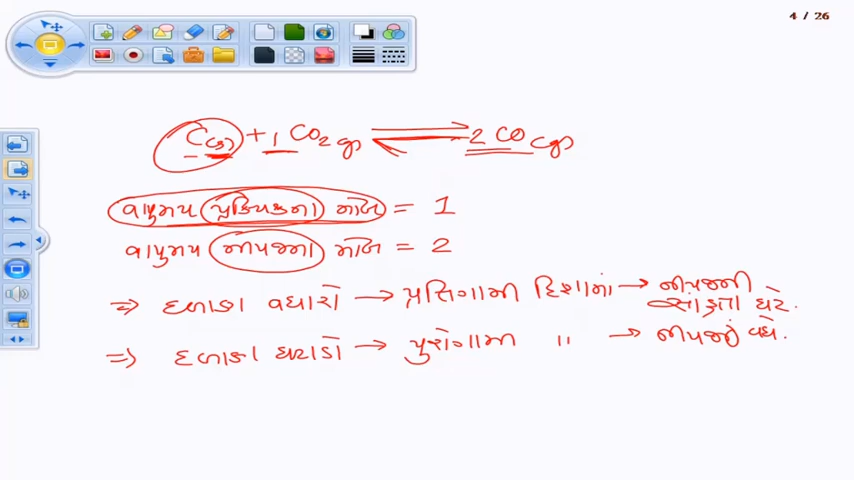 4 / 26
C(s) + 1 CO2(g) ⇌ 2 CO(g)
વાયુમય પ્રક્રિયકના મોલ = 1
વાયુમય નીપજના મોલ = 2
⇒ દબાણ વધારો → પ્રતિગામી દિશામાં → નીપજની સાંદ્રતા ઘટે.
⇒ દબાણ ઘટાડો → પુરોગામી " → નીપજનું વધે.